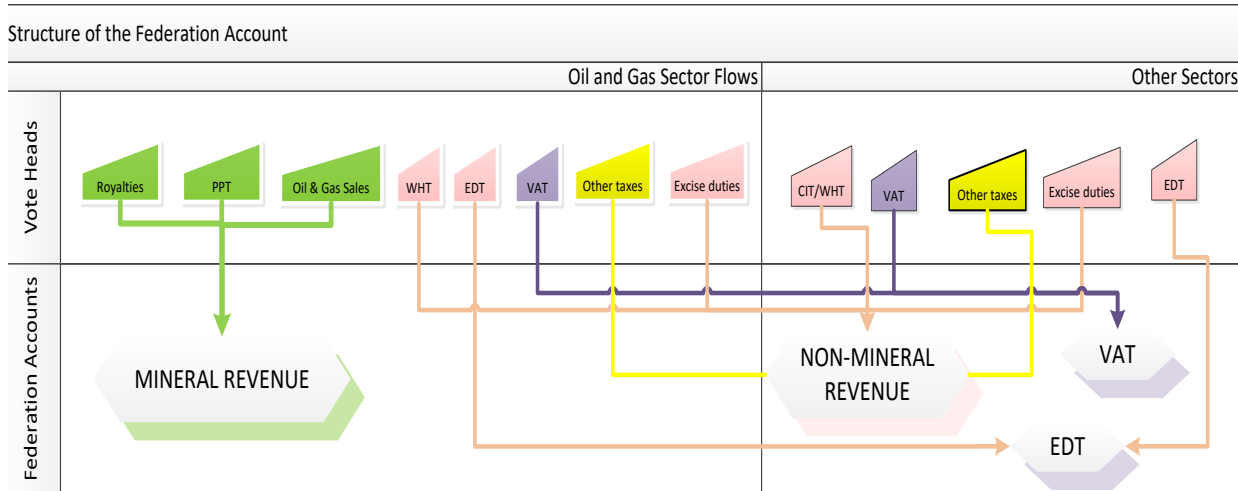 Structure of the Federation Account
Oil and Gas Sector Flows
Other Sectors
Vote Heads
Royalties
PPT
Oil & Gas Sales
WHT
EDT
VAT
Other taxes
Excise duties
CIT/WHT
VAT
Other taxes
Excise duties
EDT
Federation Accounts
MINERAL REVENUE
NON-MINERAL
REVENUE
VAT
EDT